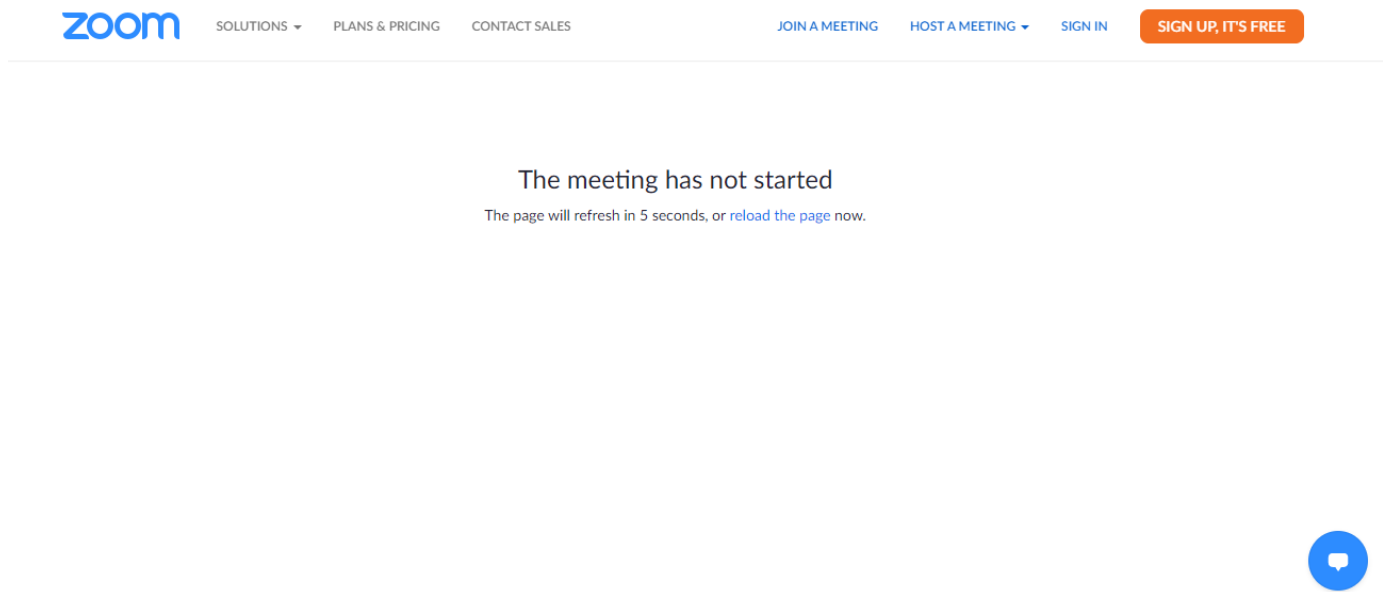 zoom SOLUTIONS PLANS & PRICING CONTACT SALES JOIN A MEETING HOST A MEETING SIGN IN SIGN UP, IT'S FREE
The meeting has not started
The page will refresh in 5 seconds, or reload the page now.